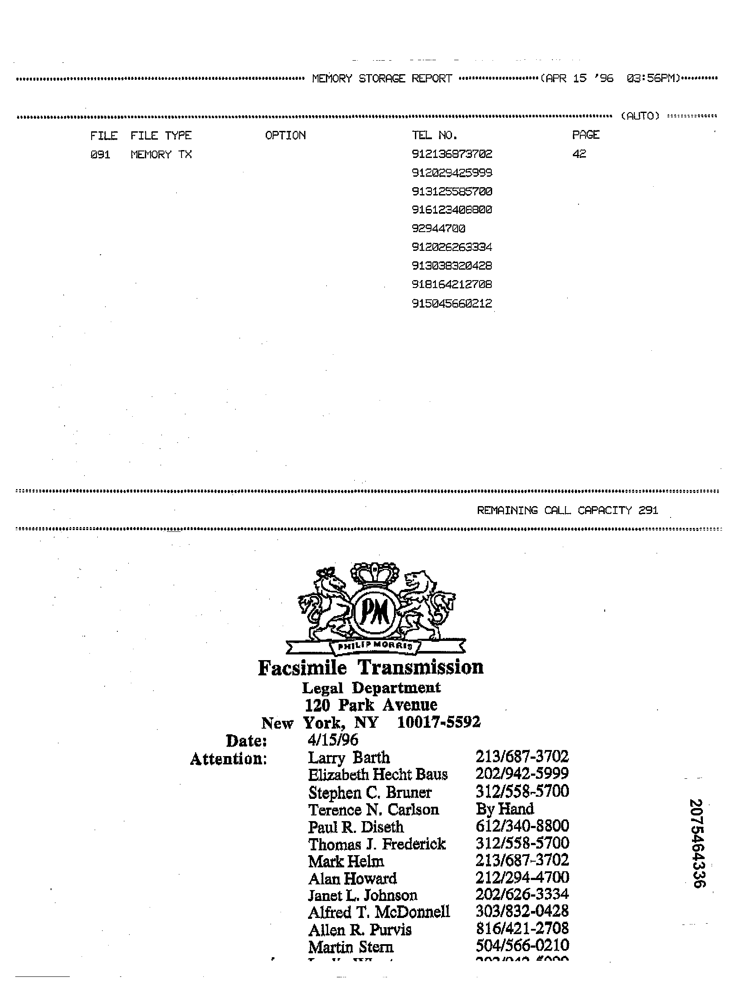 MEMORY STORAGE REPORT (APR 15 '96 03:56PM)
(AUTO)
FILE FILE TYPE OPTION TEL NO. PAGE
091 MEMORY TX 912136873702 42
912029425999
913125585700
916123408800
92944700
912026263334
913038320428
918164212708
915045660212
REMAINING CALL CAPACITY 291
PM
PHILIP MORRIS
Facsimile Transmission
Legal Department
120 Park Avenue
New York, NY 10017-5592
Date: 4/15/96
Attention: Larry Barth 213/687-3702
Elizabeth Hecht Baus 202/942-5999
Stephen C. Bruner 312/558-5700
Terence N. Carlson By Hand
Paul R. Diseth 612/340-8800
Thomas J. Frederick 312/558-5700
Mark Helm 213/687-3702
Alan Howard 212/294-4700
Janet L. Johnson 202/626-3334
Alfred T. McDonnell 303/832-0428
Allen R. Purvis 816/421-2708
Martin Stern 504/566-0210
2075464336